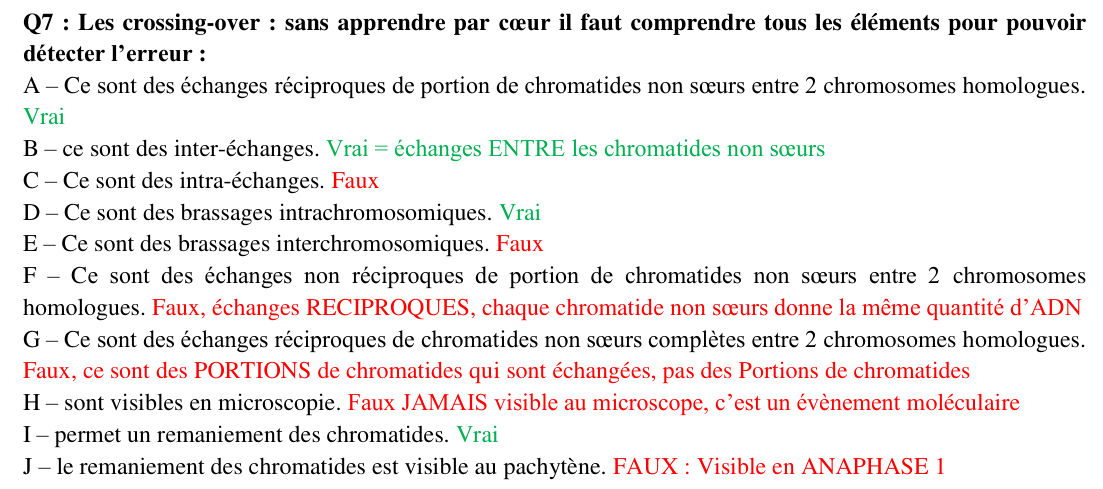 Q7 : Les crossing-over : sans apprendre par cœur il faut comprendre tous les éléments pour pouvoir
détecter l’erreur :
A – Ce sont des échanges réciproques de portion de chromatides non sœurs entre 2 chromosomes homologues.
Vrai
B – ce sont des inter-échanges. Vrai = échanges ENTRE les chromatides non sœurs
C – Ce sont des intra-échanges. Faux
D – Ce sont des brassages intrachromosomiques. Vrai
E – Ce sont des brassages interchromosomiques. Faux
F – Ce sont des échanges non réciproques de portion de chromatides non sœurs entre 2 chromosomes
homologues. Faux, échanges RECIPROQUES, chaque chromatide non sœurs donne la même quantité d’ADN
G – Ce sont des échanges réciproques de chromatides non sœurs complètes entre 2 chromosomes homologues.
Faux, ce sont des PORTIONS de chromatides qui sont échangées, pas des Portions de chromatides
H – sont visibles en microscopie. Faux JAMAIS visible au microscope, c’est un évènement moléculaire
I – permet un remaniement des chromatides. Vrai
J – le remaniement des chromatides est visible au pachytène. FAUX : Visible en ANAPHASE 1